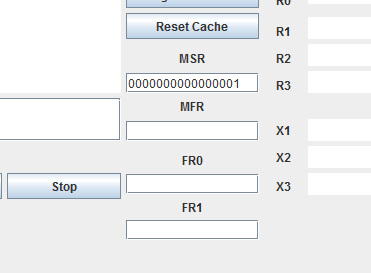 R0
Reset Cache
R1
MSR
R2
0000000000000001
R3
MFR
X1
FR0
X2
Stop
X3
FR1